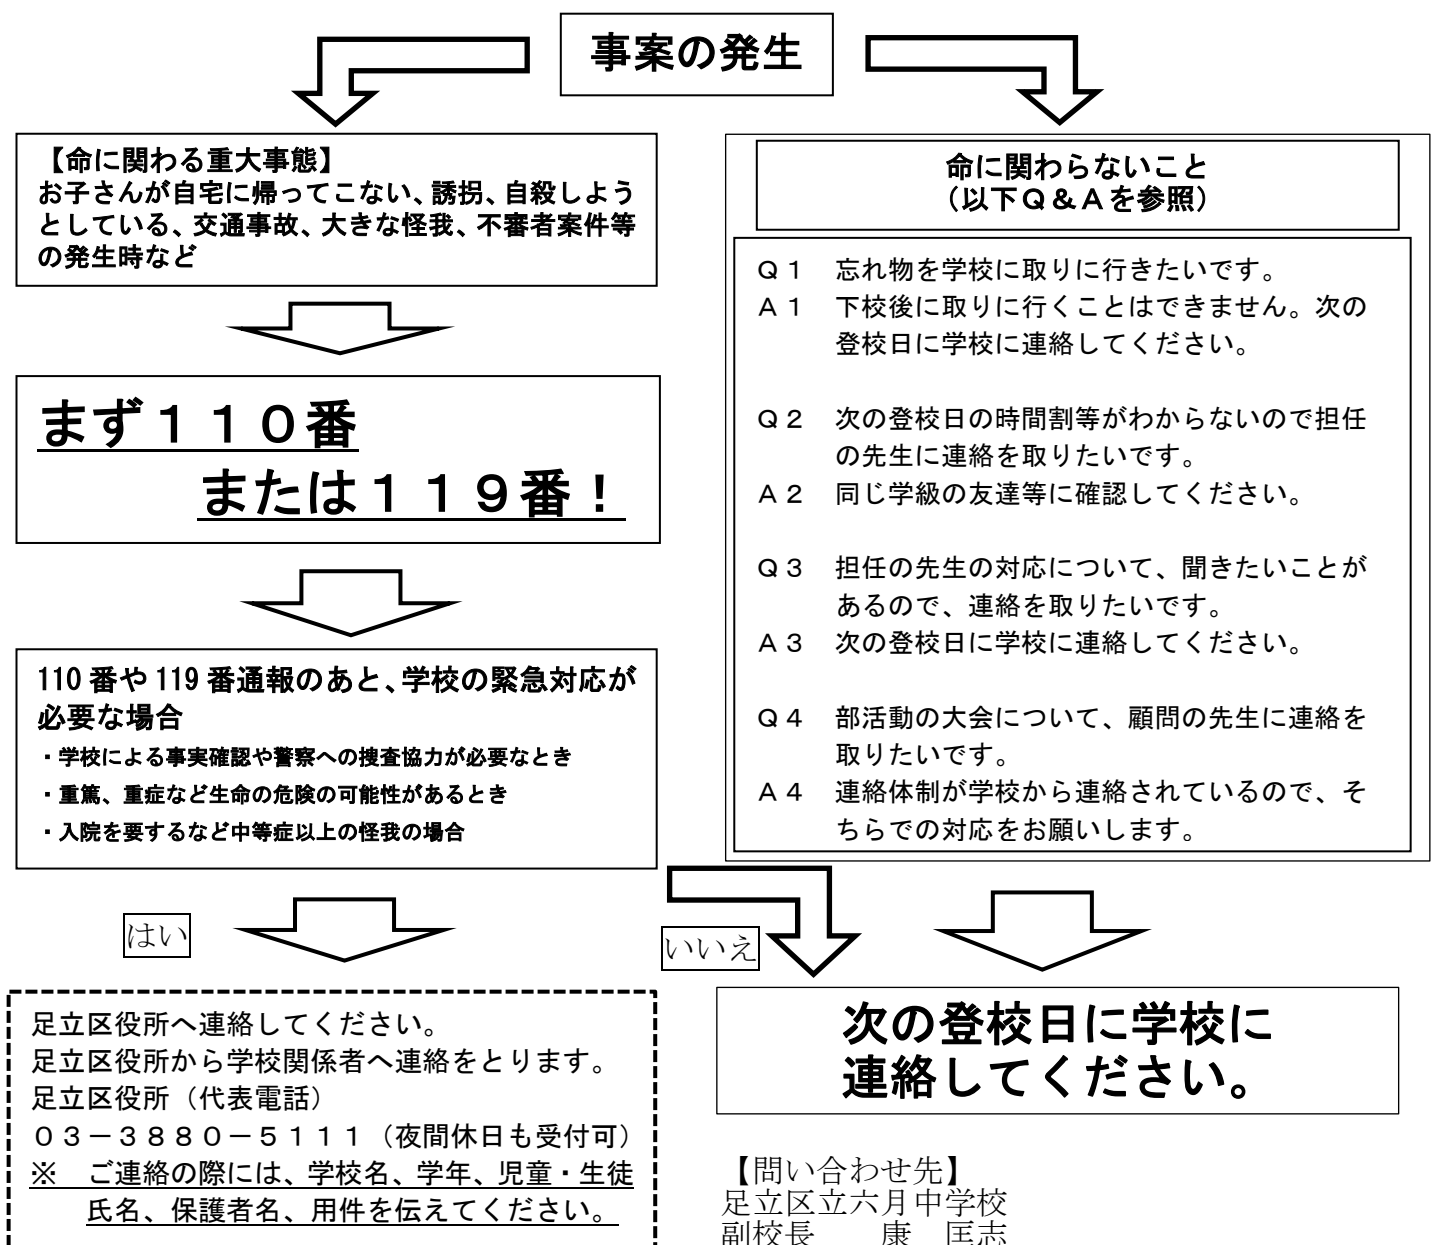 事案の発生
【命に関わる重大事態】
お子さんが自宅に帰ってこない、誘拐、自殺しよう
としている、交通事故、大きな怪我、不審者案件等
の発生時など
まず１１０番
または１１９番！
110番や119番通報のあと、学校の緊急対応が
必要な場合
・学校による事実確認や警察への捜査協力が必要なとき
・重篤、重症など生命の危険の可能性があるとき
・入院を要するなど中等症以上の怪我の場合
はい
いいえ
足立区役所へ連絡してください。
足立区役所から学校関係者へ連絡をとります。
足立区役所（代表電話）
０３－３８８０－５１１１（夜間休日も受付可）
※　ご連絡の際には、学校名、学年、児童・生徒
氏名、保護者名、用件を伝えてください。
命に関わらないこと
（以下Ｑ＆Ａを参照）
Ｑ１　忘れ物を学校に取りに行きたいです。
Ａ１　下校後に取りに行くことはできません。次の
登校日に学校に連絡してください。
Ｑ２　次の登校日の時間割等がわからないので担任
の先生に連絡を取りたいです。
Ａ２　同じ学級の友達等に確認してください。
Ｑ３　担任の先生の対応について、聞きたいことが
あるので、連絡を取りたいです。
Ａ３　次の登校日に学校に連絡してください。
Ｑ４　部活動の大会について、顧問の先生に連絡を
取りたいです。
Ａ４　連絡体制が学校から連絡されているので、そ
ちらでの対応をお願いします。
次の登校日に学校に
連絡してください。
【問い合わせ先】
足立区立六月中学校
副校長　　康　匡志